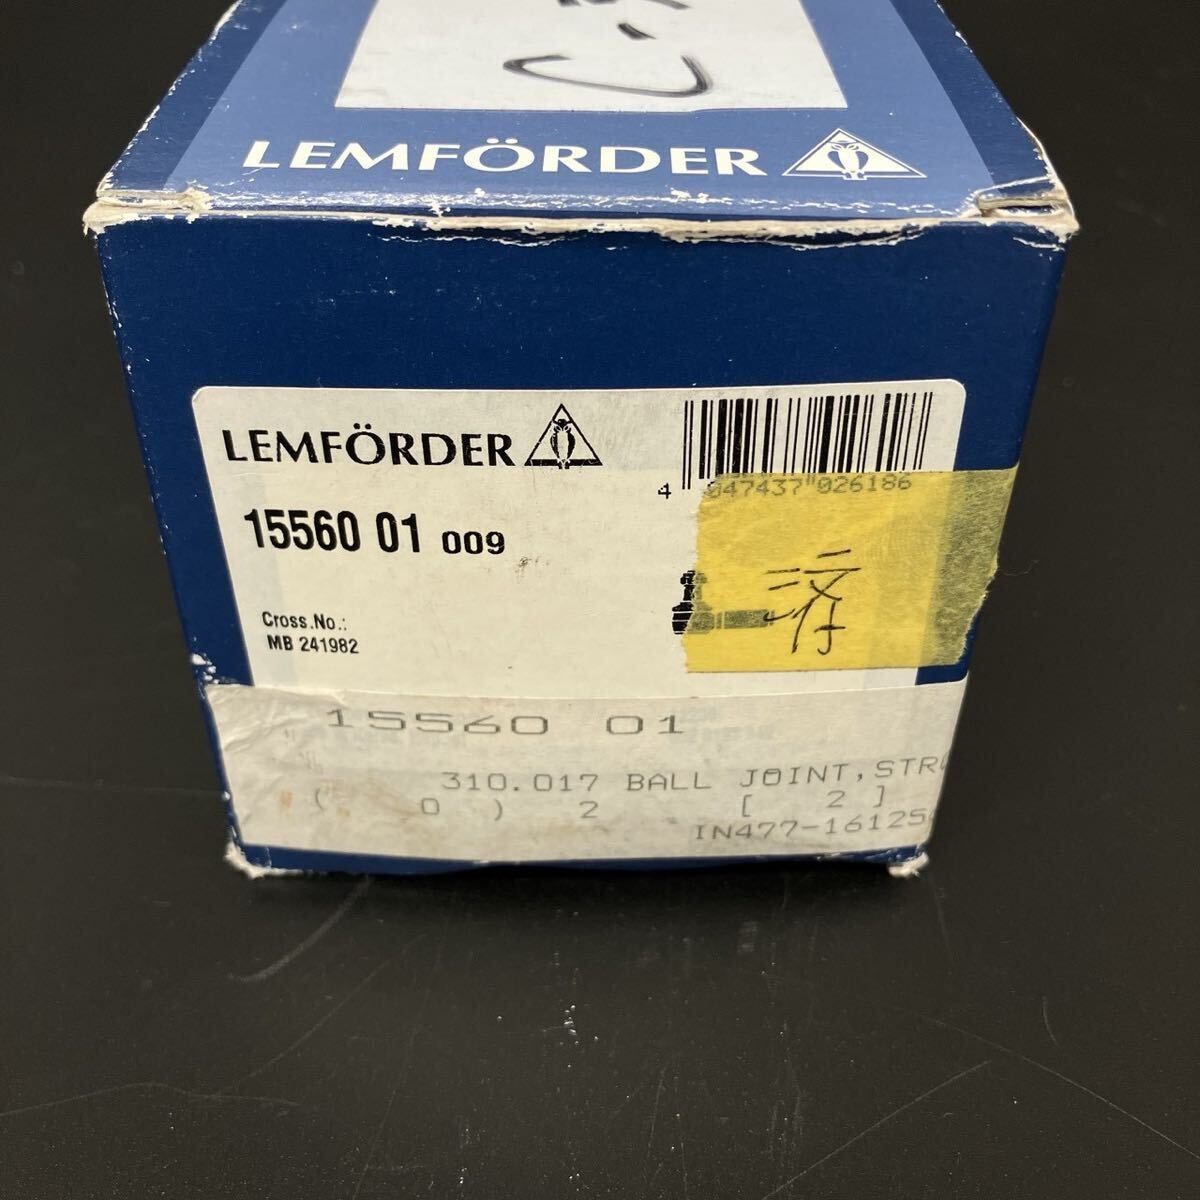 LEMFÖRDER
LEMFÖRDER
4 047437 026186
15560 01 009
済
Cross.No.:
MB 241982
15560 01
310.017 BALL JOINT,STRU
( 0 ) 2 [ 2 ]
IN477-16125